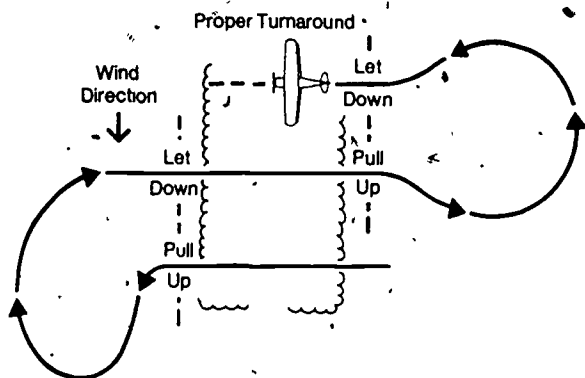 Proper Turnaround
Let
Down
Wind
Direction
Let
Down
Pull
Up
Pull
Up